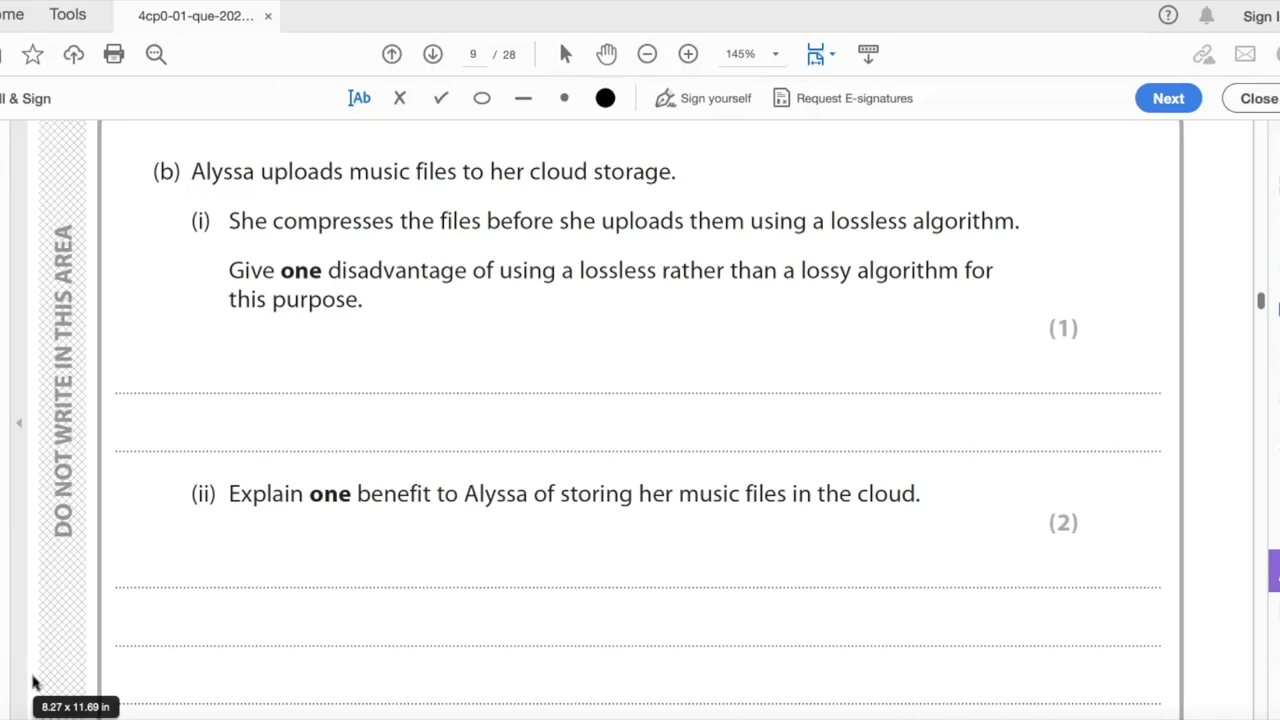 ome Tools 4cp0-01-que-202... × Sign I
9 / 28 145%
ll & Sign Ab Sign yourself Request E-signatures Next Close
(b) Alyssa uploads music files to her cloud storage.
(i) She compresses the files before she uploads them using a lossless algorithm.
Give one disadvantage of using a lossless rather than a lossy algorithm for
this purpose.
(1)
(ii) Explain one benefit to Alyssa of storing her music files in the cloud.
(2)
DO NOT WRITE IN THIS AREA
8.27 x 11.69 in